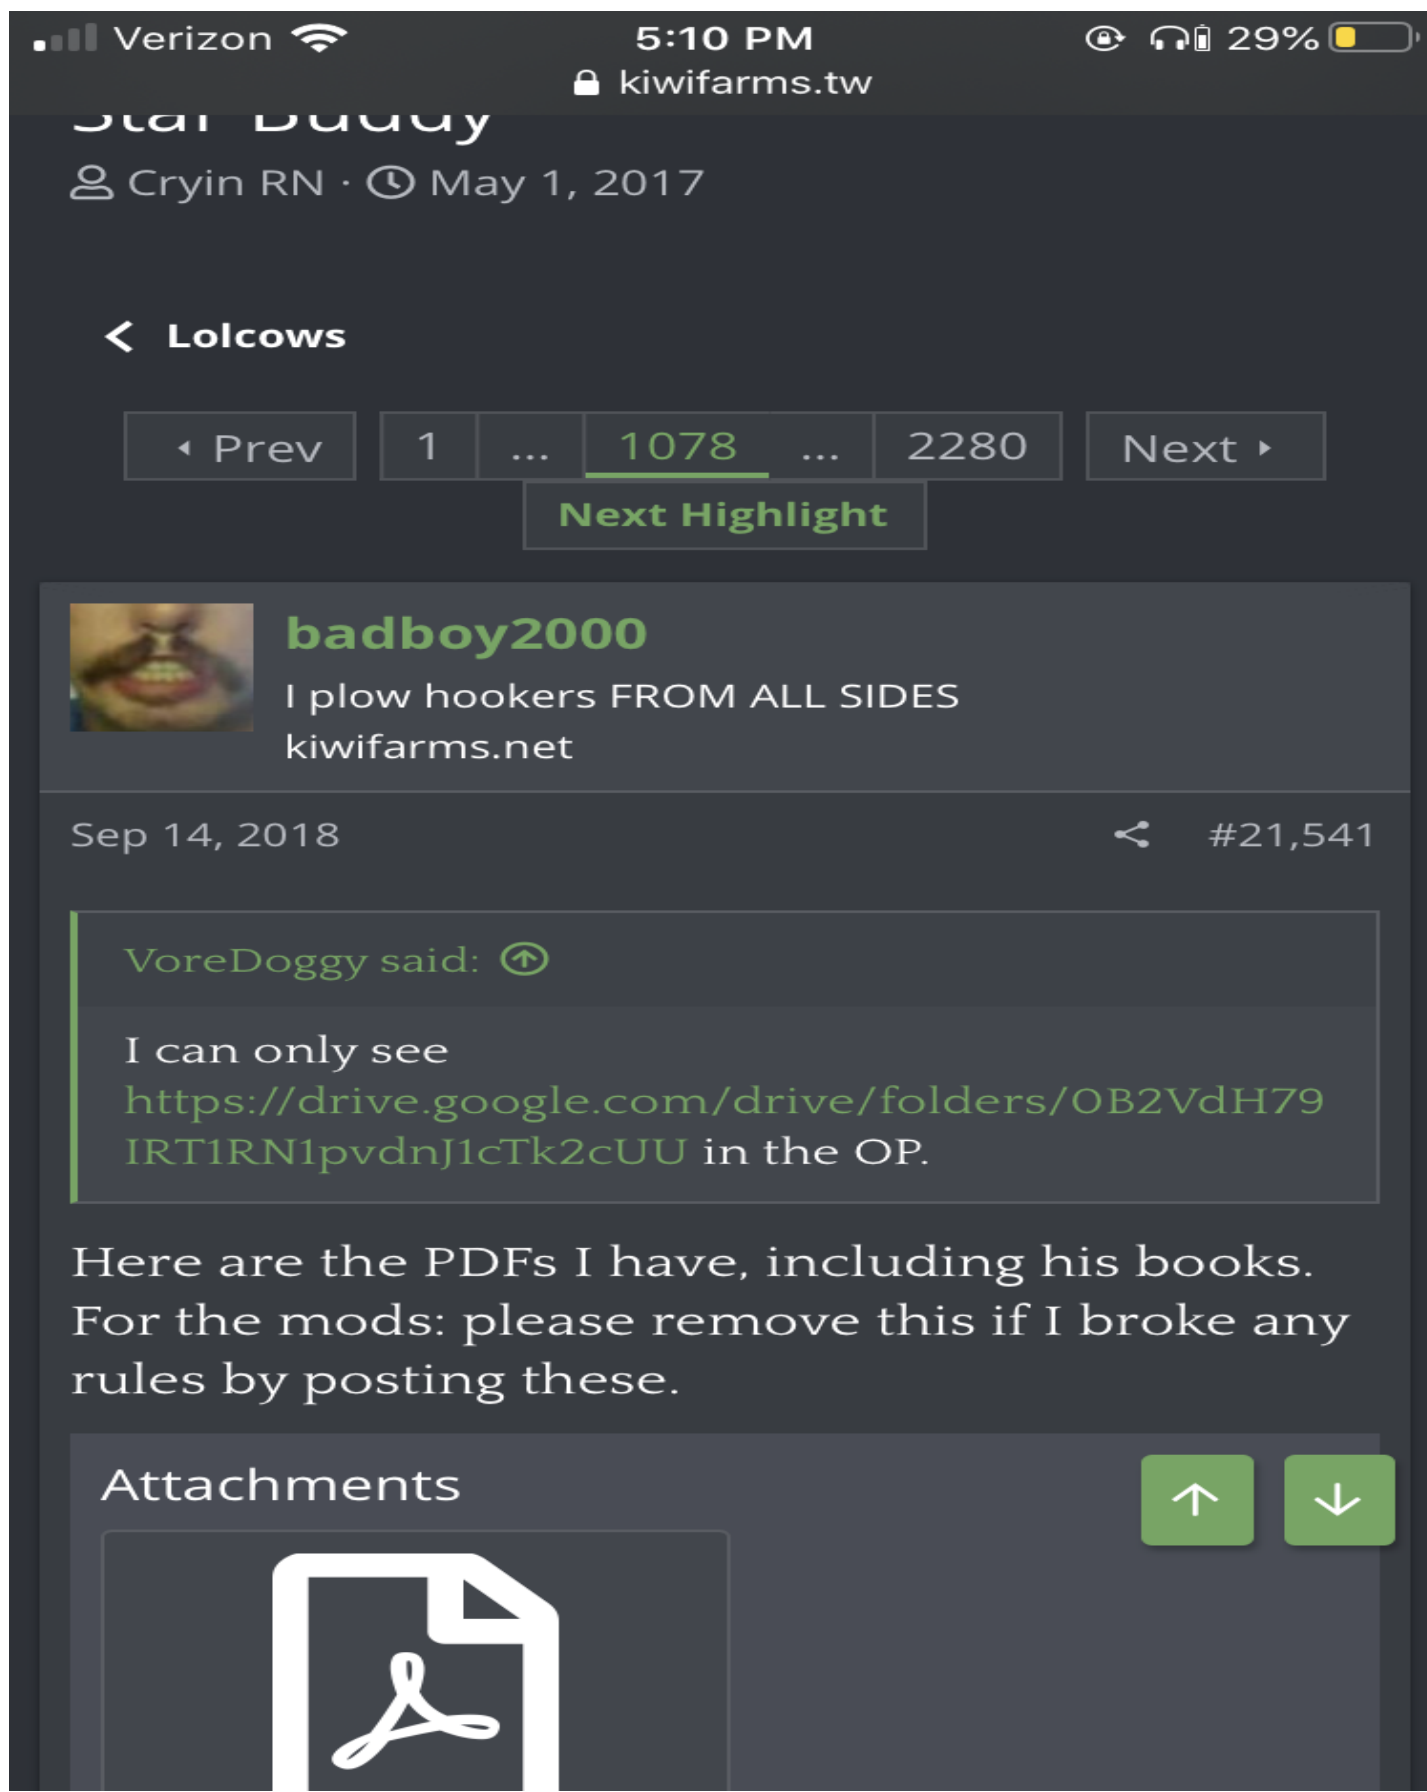 Verizon 5:10 PM 29%
kiwifarms.tw
Star Buddy
Cryin RN · May 1, 2017
Lolcows
Prev 1 ... 1078 ... 2280 Next
Next Highlight
badboy2000
I plow hookers FROM ALL SIDES
kiwifarms.net
Sep 14, 2018 #21,541
VoreDoggy said:
I can only see
https://drive.google.com/drive/folders/0B2VdH79
IRT1RN1pvdnJ1cTk2cUU in the OP.
Here are the PDFs I have, including his books.
For the mods: please remove this if I broke any
rules by posting these.
Attachments